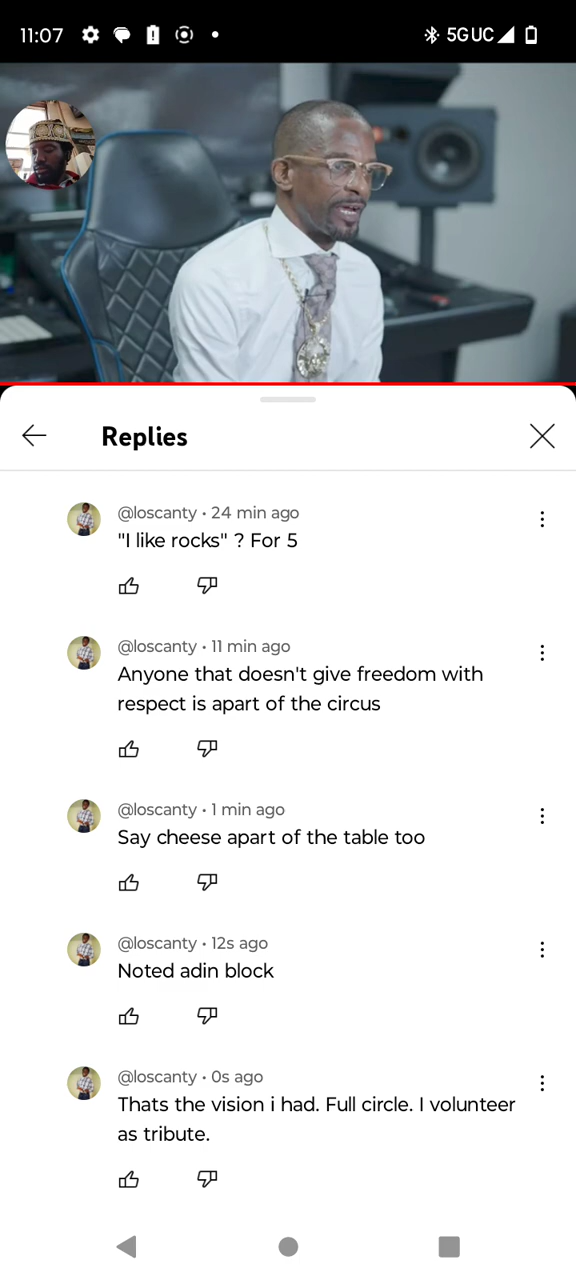 11:07 5G UC
Replies
@loscanty • 24 min ago
"I like rocks" ? For 5
@loscanty • 11 min ago
Anyone that doesn't give freedom with
respect is apart of the circus
@loscanty • 1 min ago
Say cheese apart of the table too
@loscanty • 12s ago
Noted adin block
@loscanty • 0s ago
Thats the vision i had. Full circle. I volunteer
as tribute.